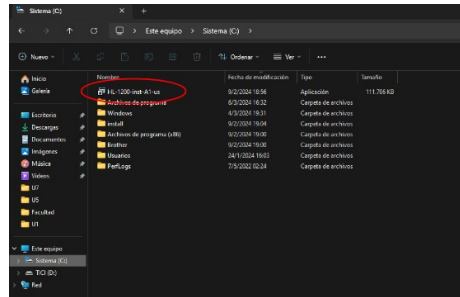 Sistema (C:)
Este equipo > Sistema (C:) >
Nuevo
Ordenar
Ver
Inicio
Galería
Escritorio
Descargas
Documentos
Imágenes
Música
Vídeos
U7
U5
Facultad
U1
Este equipo
Sistema (C:)
TICI (D:)
Red
Nombre Fecha de modificación Tipo Tamaño
HL-1200-inst-A1-us 9/2/2024 18:56 Aplicación 111.706 KB
Archivos de programa 6/3/2024 16:32 Carpeta de archivos
Windows 4/3/2024 19:31 Carpeta de archivos
install 9/2/2024 19:04 Carpeta de archivos
Archivos de programa (x86) 9/2/2024 19:00 Carpeta de archivos
Brother 9/2/2024 19:00 Carpeta de archivos
Usuarios 24/1/2024 16:03 Carpeta de archivos
PerfLogs 7/5/2022 02:24 Carpeta de archivos